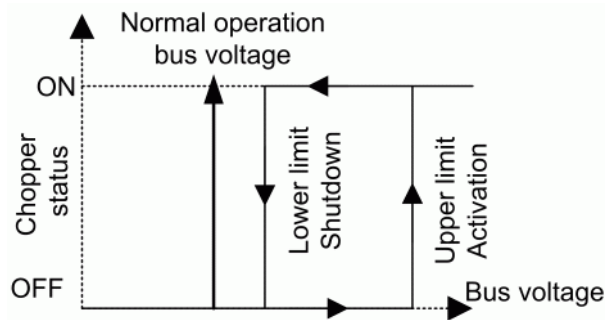 Normal operation
bus voltage
ON
Chopper
status
Lower limit
Shutdown
Upper limit
Activation
OFF
Bus voltage